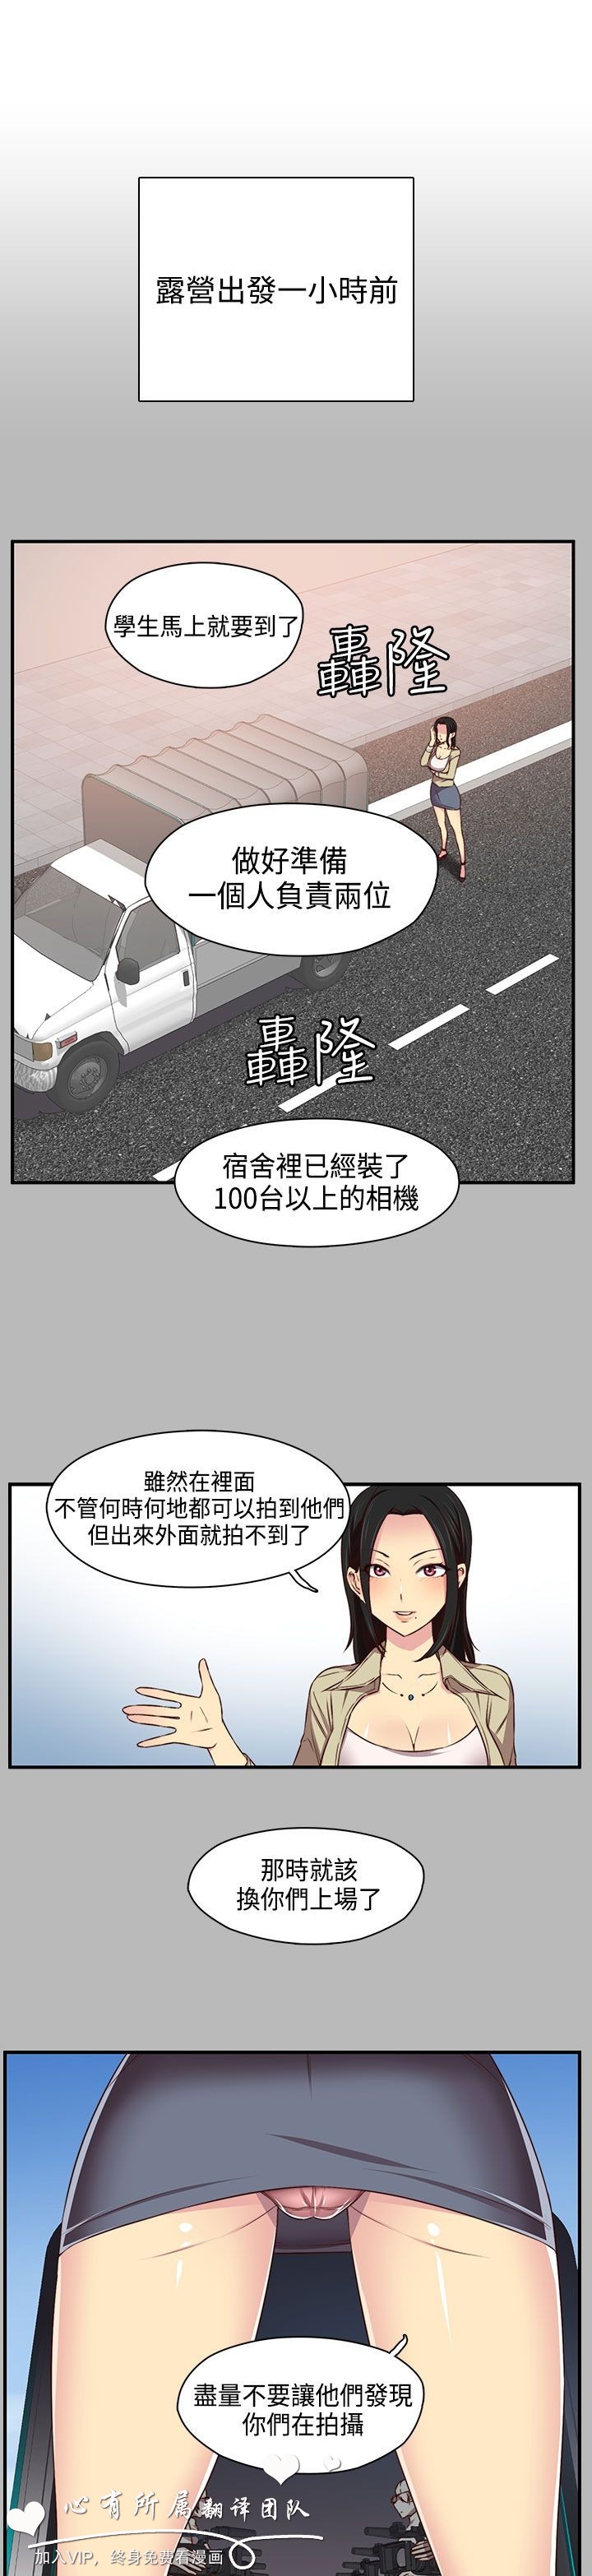 露營出發一小時前
學生馬上就要到了
轟隆
做好準備
一個人負責兩位
轟隆
宿舍裡已經裝了
100台以上的相機
雖然在裡面
不管何時何地都可以拍到他們
但出來外面就拍不到了
那時就該
換你們上場了
盡量不要讓他們發現
你們在拍攝
心有所属翻译团队
加入VIP，终身免费看漫画